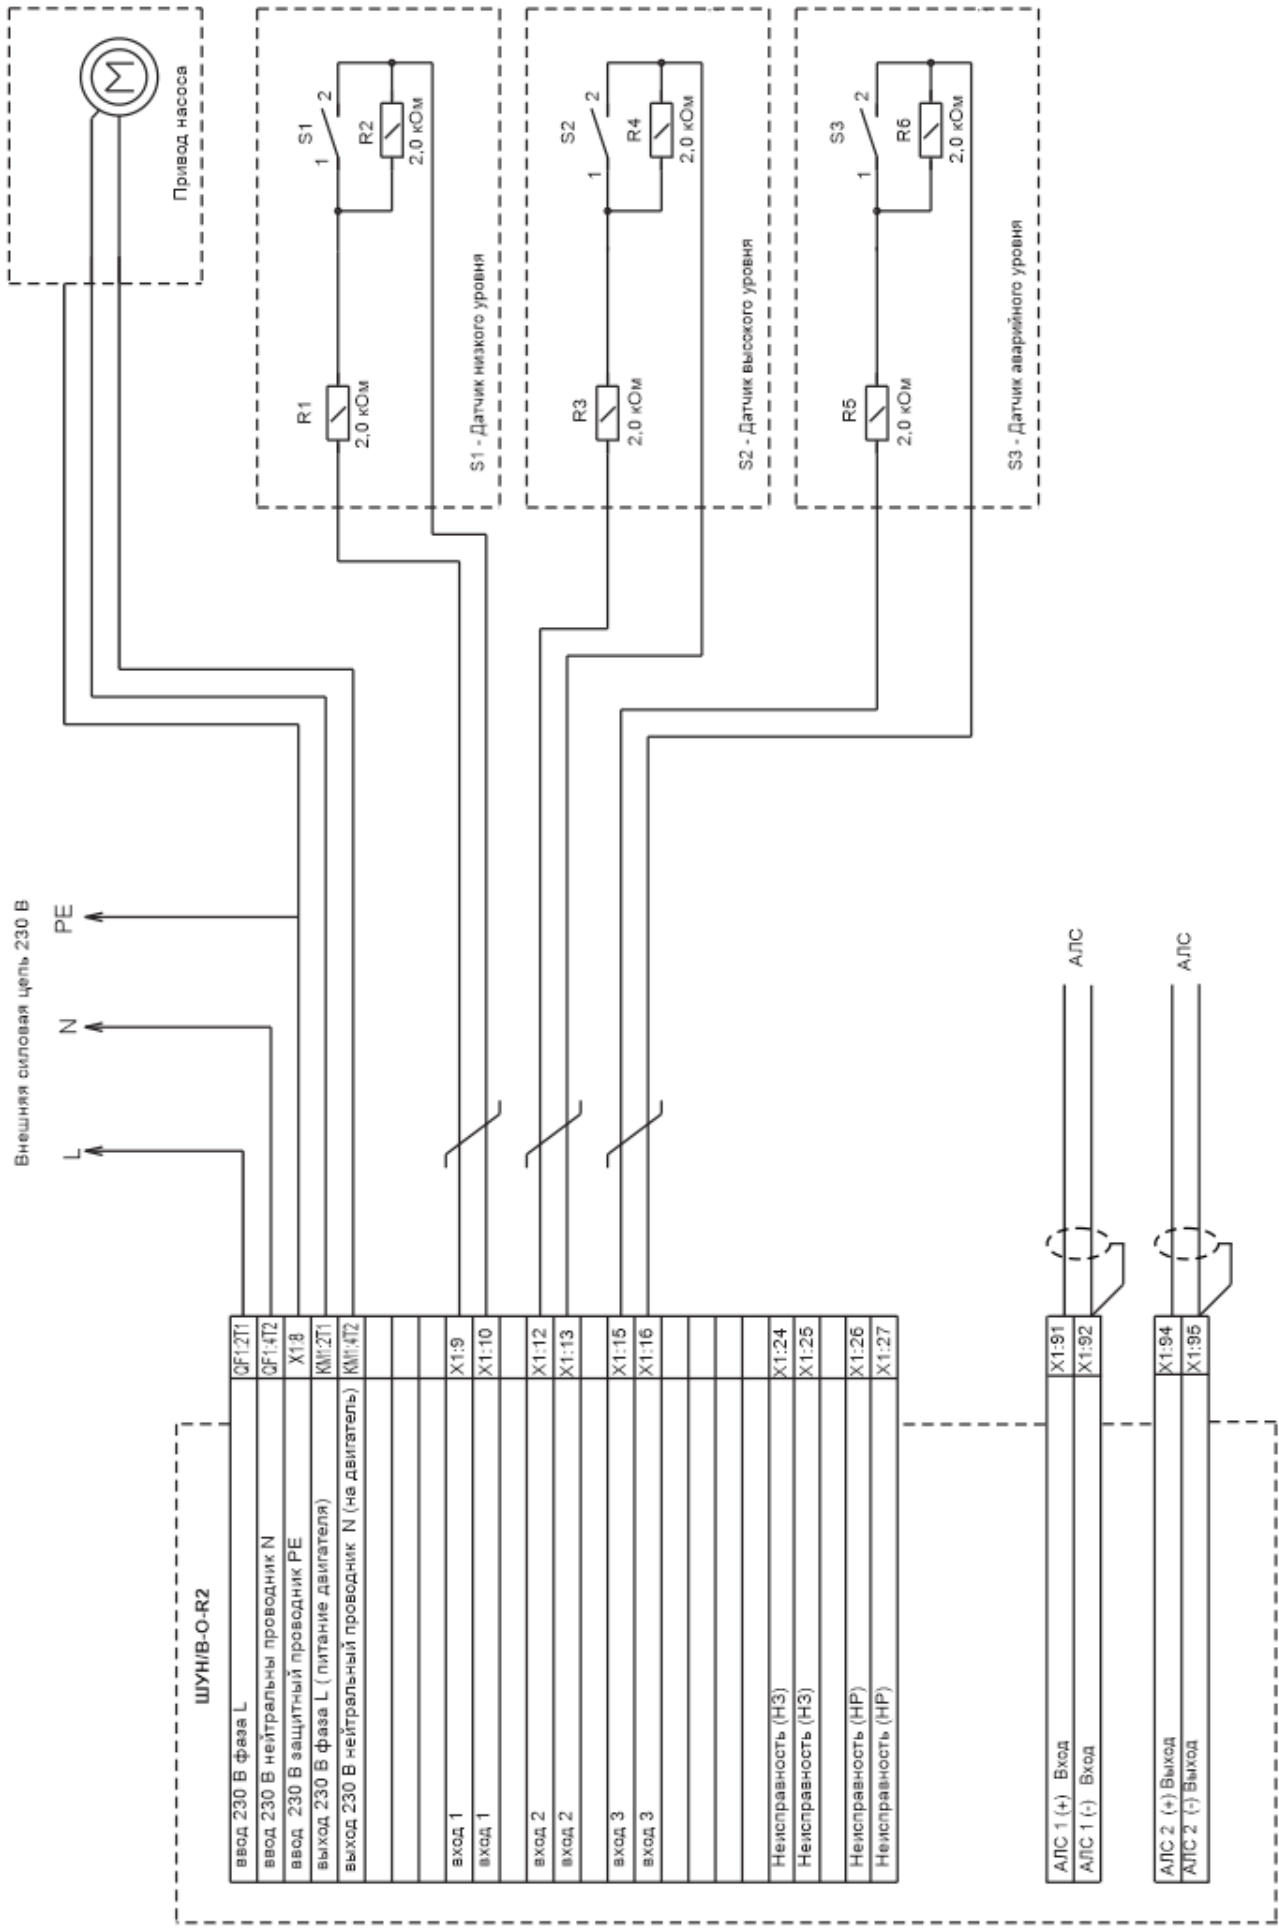 ШУН/В-О-R2
ввод 230 В фаза L
QF1:2T1
ввод 230 В нейтральны проводник N
QF1:4T2
ввод 230 В защитный проводник PE
X1:8
выход 230 В фаза L ( питание двигателя)
KM1:2T1
выход 230 В нейтральный проводник N (на двигатель)
KM1:4T2
вход 1
X1:9
вход 1
X1:10
вход 2
X1:12
вход 2
X1:13
вход 3
X1:15
вход 3
X1:16
Неисправность (НЗ)
X1:24
Неисправность (НЗ)
X1:25
Неисправность (НР)
X1:26
Неисправность (НР)
X1:27
АЛС 1 (+) Вход
X1:91
АЛС 1 (-) Вход
X1:92
АЛС 2 (+) Выход
X1:94
АЛС 2 (-) Выход
X1:95
АЛС
АЛС
Внешняя силовая цепь 230 В
L
N
PE
M
Привод насоса
R1
2,0 кОм
S1
1
2
R2
2,0 кОм
S1 - Датчик низкого уровня
R3
2,0 кОм
S2
1
2
R4
2,0 кОм
S2 - Датчик высокого уровня
R5
2,0 кОм
S3
1
2
R6
2,0 кОм
S3 - Датчик аварийного уровня